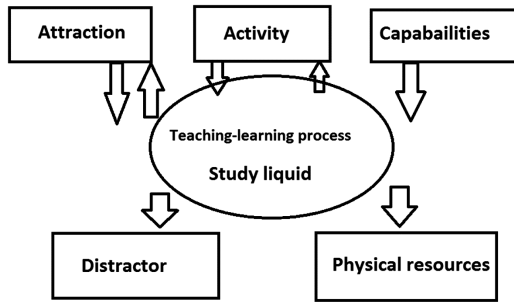 Attraction
Activity
Capabailities
Teaching-learning process
Study liquid
Distractor
Physical resources